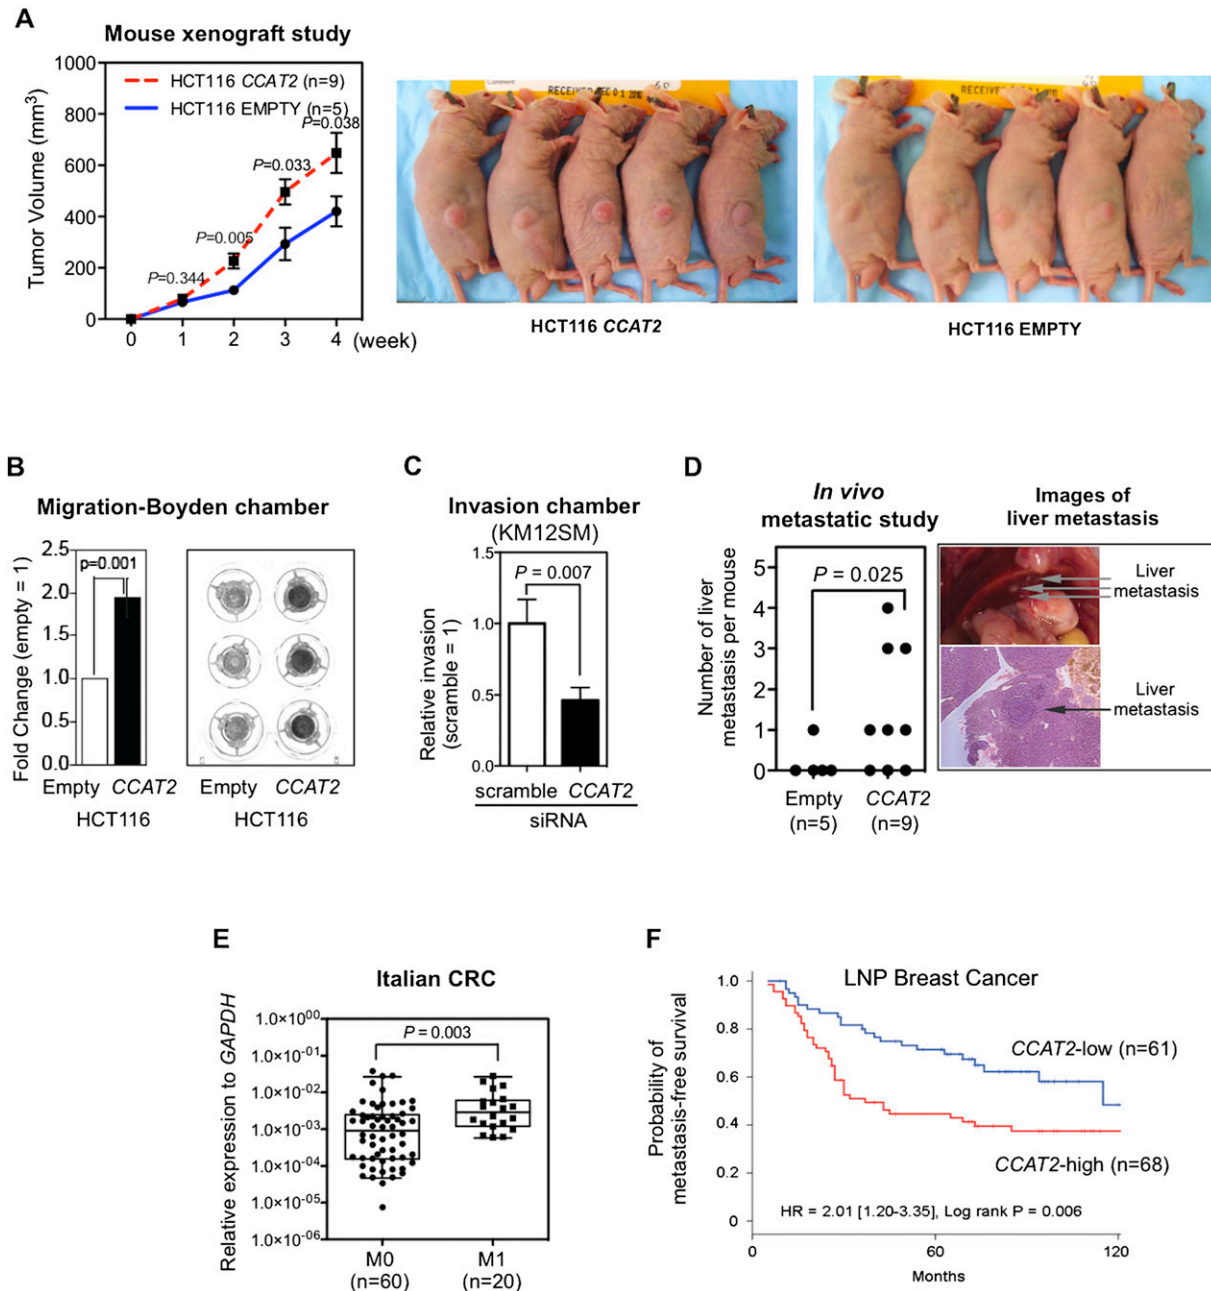 A
Mouse xenograft study
1000
800
600
400
200
0
Tumor Volume (mm³)
HCT116 CCAT2 (n=9)
HCT116 EMPTY (n=5)
P=0.038
P=0.033
P=0.005
P=0.344
0 1 2 3 4 (week)
Comment
RECEIVED DEC 0 1 2010
HCT116 CCAT2
RECEIVED
HCT116 EMPTY
B
Migration-Boyden chamber
Fold Change (empty = 1)
2.5
2.0
1.5
1.0
0.5
0.0
p=0.001
Empty CCAT2
HCT116
Empty CCAT2
HCT116
C
Invasion chamber
(KM12SM)
Relative invasion
(scramble = 1)
1.5
1.0
0.5
0.0
P = 0.007
scramble CCAT2
siRNA
D
In vivo
metastatic study
Number of liver
metastasis per mouse
5
4
3
2
1
0
P = 0.025
Empty
(n=5)
CCAT2
(n=9)
Images of
liver metastasis
Liver
metastasis
Liver
metastasis
E
Italian CRC
Relative expression to GAPDH
1.0×10⁰⁰
1.0×10⁻⁰¹
1.0×10⁻⁰²
1.0×10⁻⁰³
1.0×10⁻⁰⁴
1.0×10⁻⁰⁵
1.0×10⁻⁰⁶
P = 0.003
M0
(n=60)
M1
(n=20)
F
LNP Breast Cancer
Probability of
metastasis-free survival
1.0
0.8
0.6
0.4
0.2
0
CCAT2-low (n=61)
CCAT2-high (n=68)
HR = 2.01 [1.20-3.35], Log rank P = 0.006
0 60 120
Months